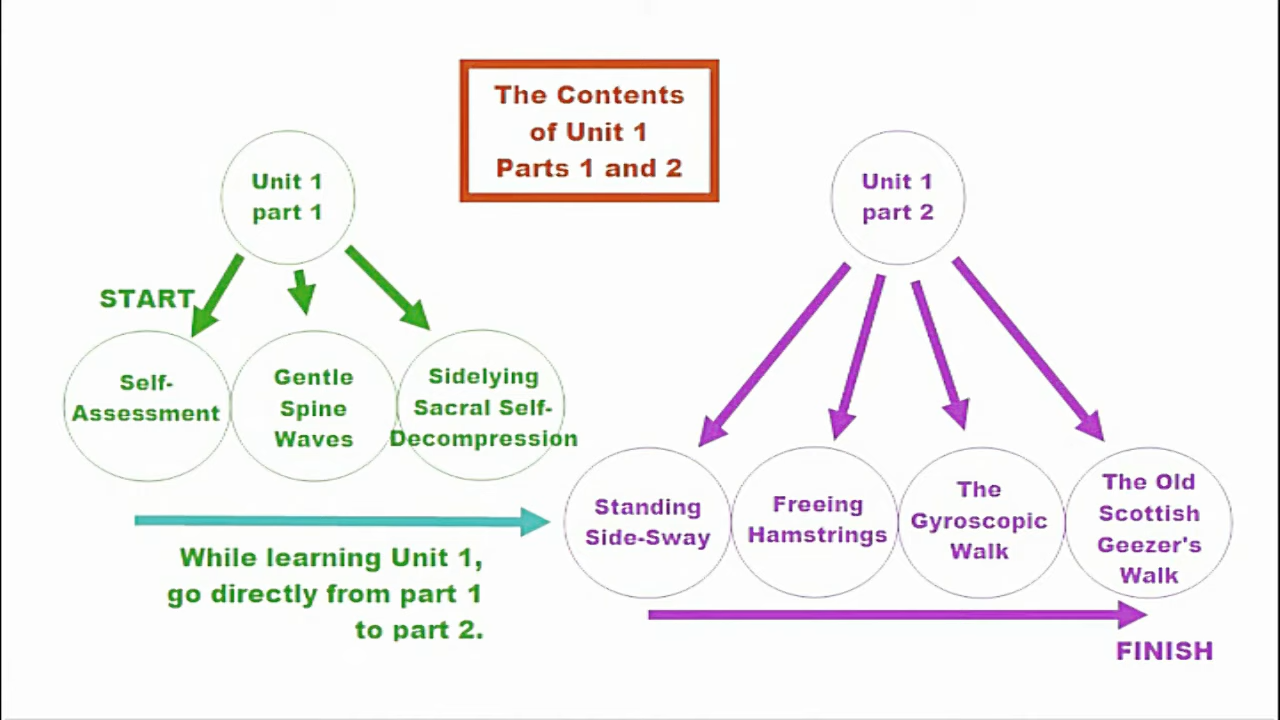 The Contents
of Unit 1
Parts 1 and 2
Unit 1
part 1
START
Self-
Assessment
Gentle
Spine
Waves
Sidelying
Sacral Self-
Decompression
While learning Unit 1,
go directly from part 1
to part 2.
Unit 1
part 2
Standing
Side-Sway
Freeing
Hamstrings
The
Gyroscopic
Walk
The Old
Scottish
Geezer's
Walk
FINISH